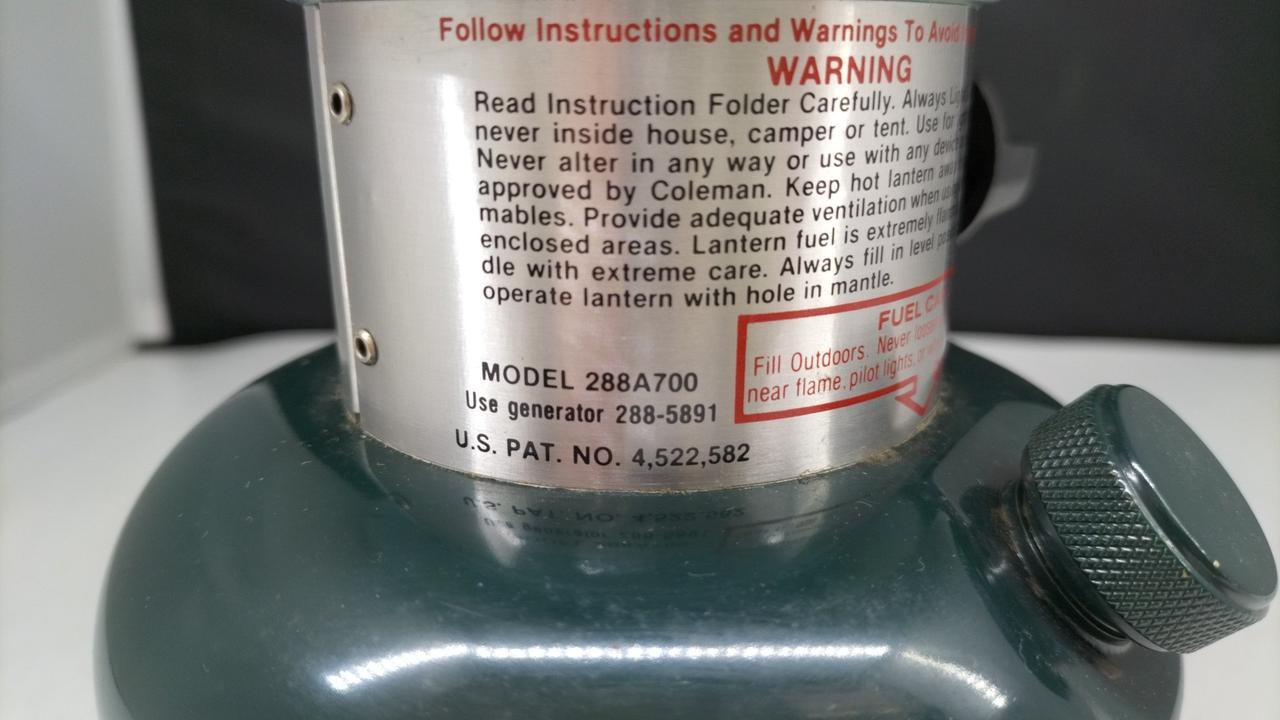 Follow Instructions and Warnings To Avoid
WARNING
Read Instruction Folder Carefully. Always
never inside house, camper or tent. Use for
Never alter in any way or use with any
approved by Coleman. Keep hot lantern
mables. Provide adequate ventilation when
enclosed areas. Lantern fuel is extremely
dle with extreme care. Always fill in level
operate lantern with hole in mantle.
FUEL
Fill Outdoors. Never
near flame, pilot lights, or
MODEL 288A700
Use generator 288-5891
U.S. PAT. NO. 4,522,582